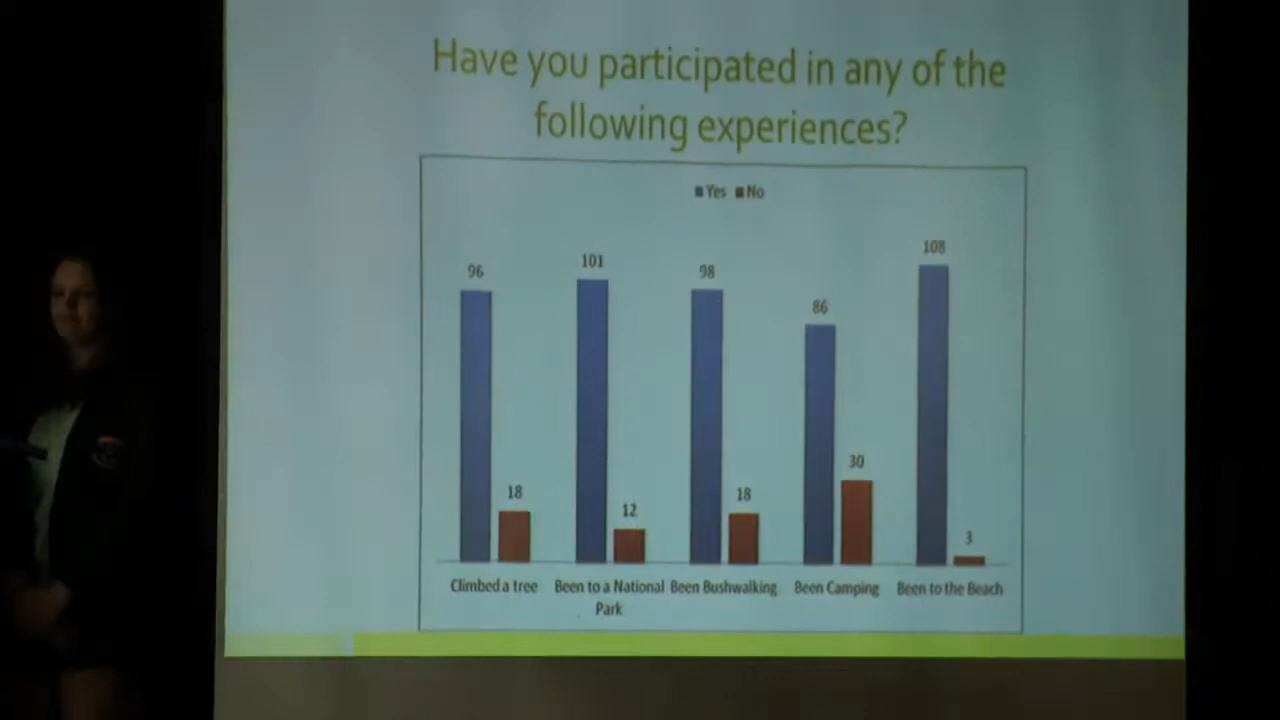 Have you participated in any of the
following experiences?
Yes No
96
18
101
12
98
18
86
30
108
3
Climbed a tree
Been to a National
Park
Been Bushwalking
Been Camping
Been to the Beach